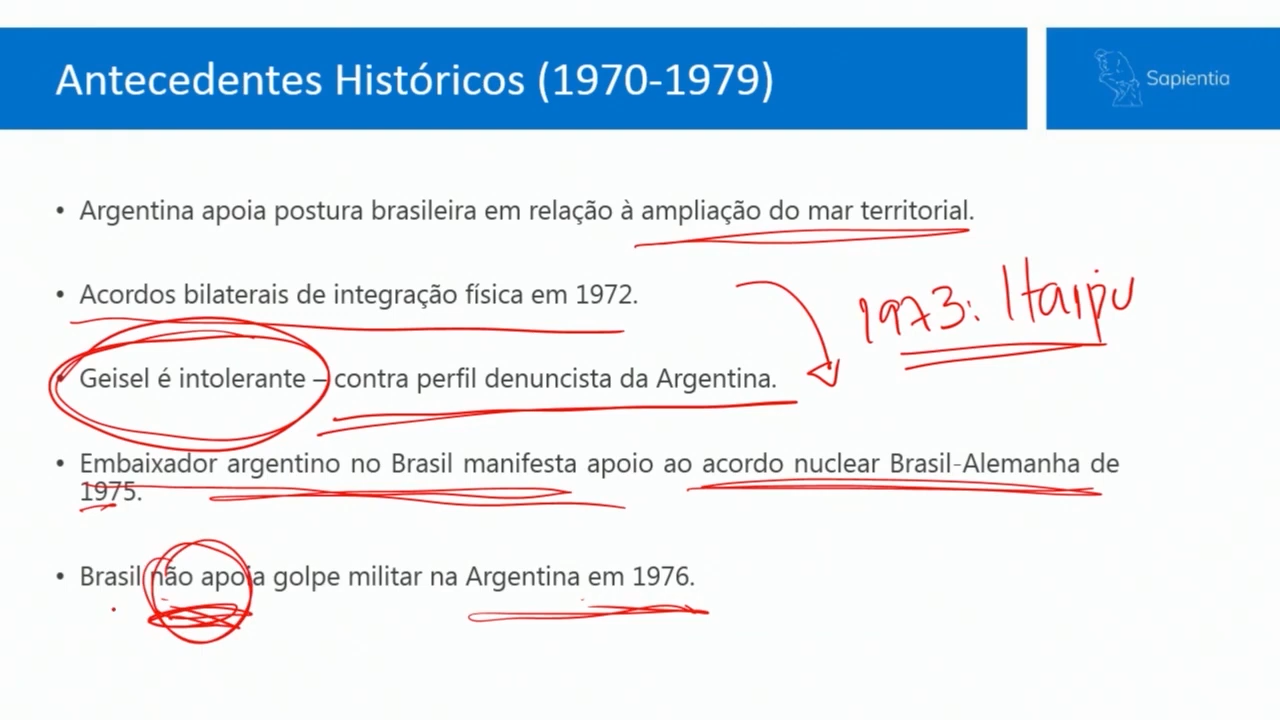 Antecedentes Históricos (1970-1979)
Sapientia
• Argentina apoia postura brasileira em relação à ampliação do mar territorial.
• Acordos bilaterais de integração física em 1972.
1973: Itaipu
• Geisel é intolerante – contra perfil denuncista da Argentina.
• Embaixador argentino no Brasil manifesta apoio ao acordo nuclear Brasil-Alemanha de
1975.
• Brasil não apoia golpe militar na Argentina em 1976.